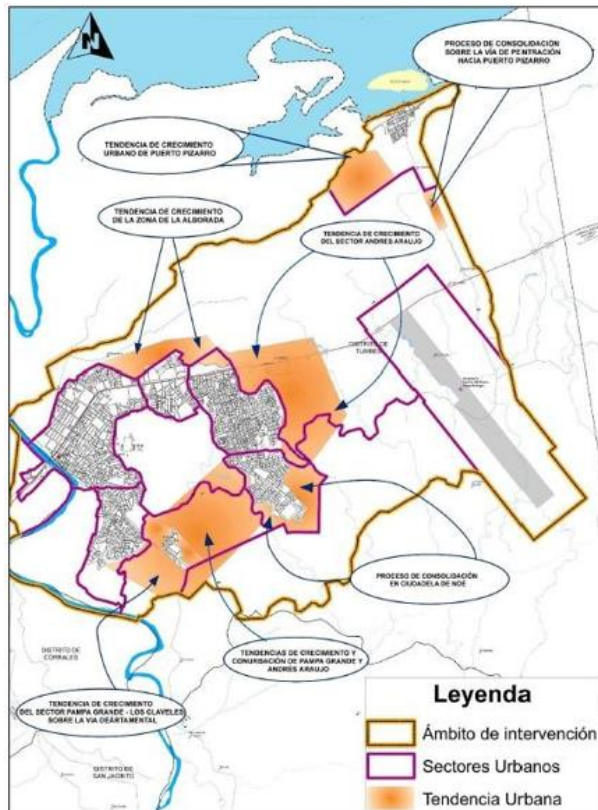 N
PROCESO DE CONSOLIDACIÓN
SOBRE LA VÍA DE PENTRACIÓN
HACIA PUERTO PIZARRO
TENDENCIA DE CRECIMIENTO
URBANO DE PUERTO PIZARRO
TENDENCIA DE CRECIMIENTO
DE LA ZONA DE LA ALBORADA
TENDENCIA DE CRECIMIENTO
DEL SECTOR ANDRES ARAUJO
DISTRITO DE
TUMBES
PROCESO DE CONSOLIDACIÓN
EN CIUDADELA DE NOÉ
DISTRITO DE
CORRALES
TENDENCIAS DE CRECIMIENTO Y
CONURBACIÓN DE PAMPA GRANDE Y
ANDRÉS ARAUJO
TENDENCIA DE CRECIMIENTO
DEL SECTOR PAMPA GRANDE - LOS CLAVELES
SOBRE LA VIA DEARTAMENTAL
DISTRITO DE
SAN JACINTO
Leyenda
Ámbito de intervención
Sectores Urbanos
Tendencia Urbana